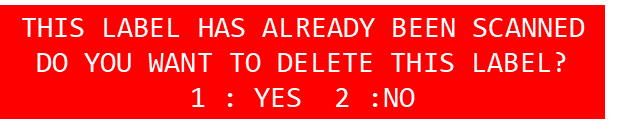 THIS LABEL HAS ALREADY BEEN SCANNED
DO YOU WANT TO DELETE THIS LABEL?
1 : YES  2 :NO